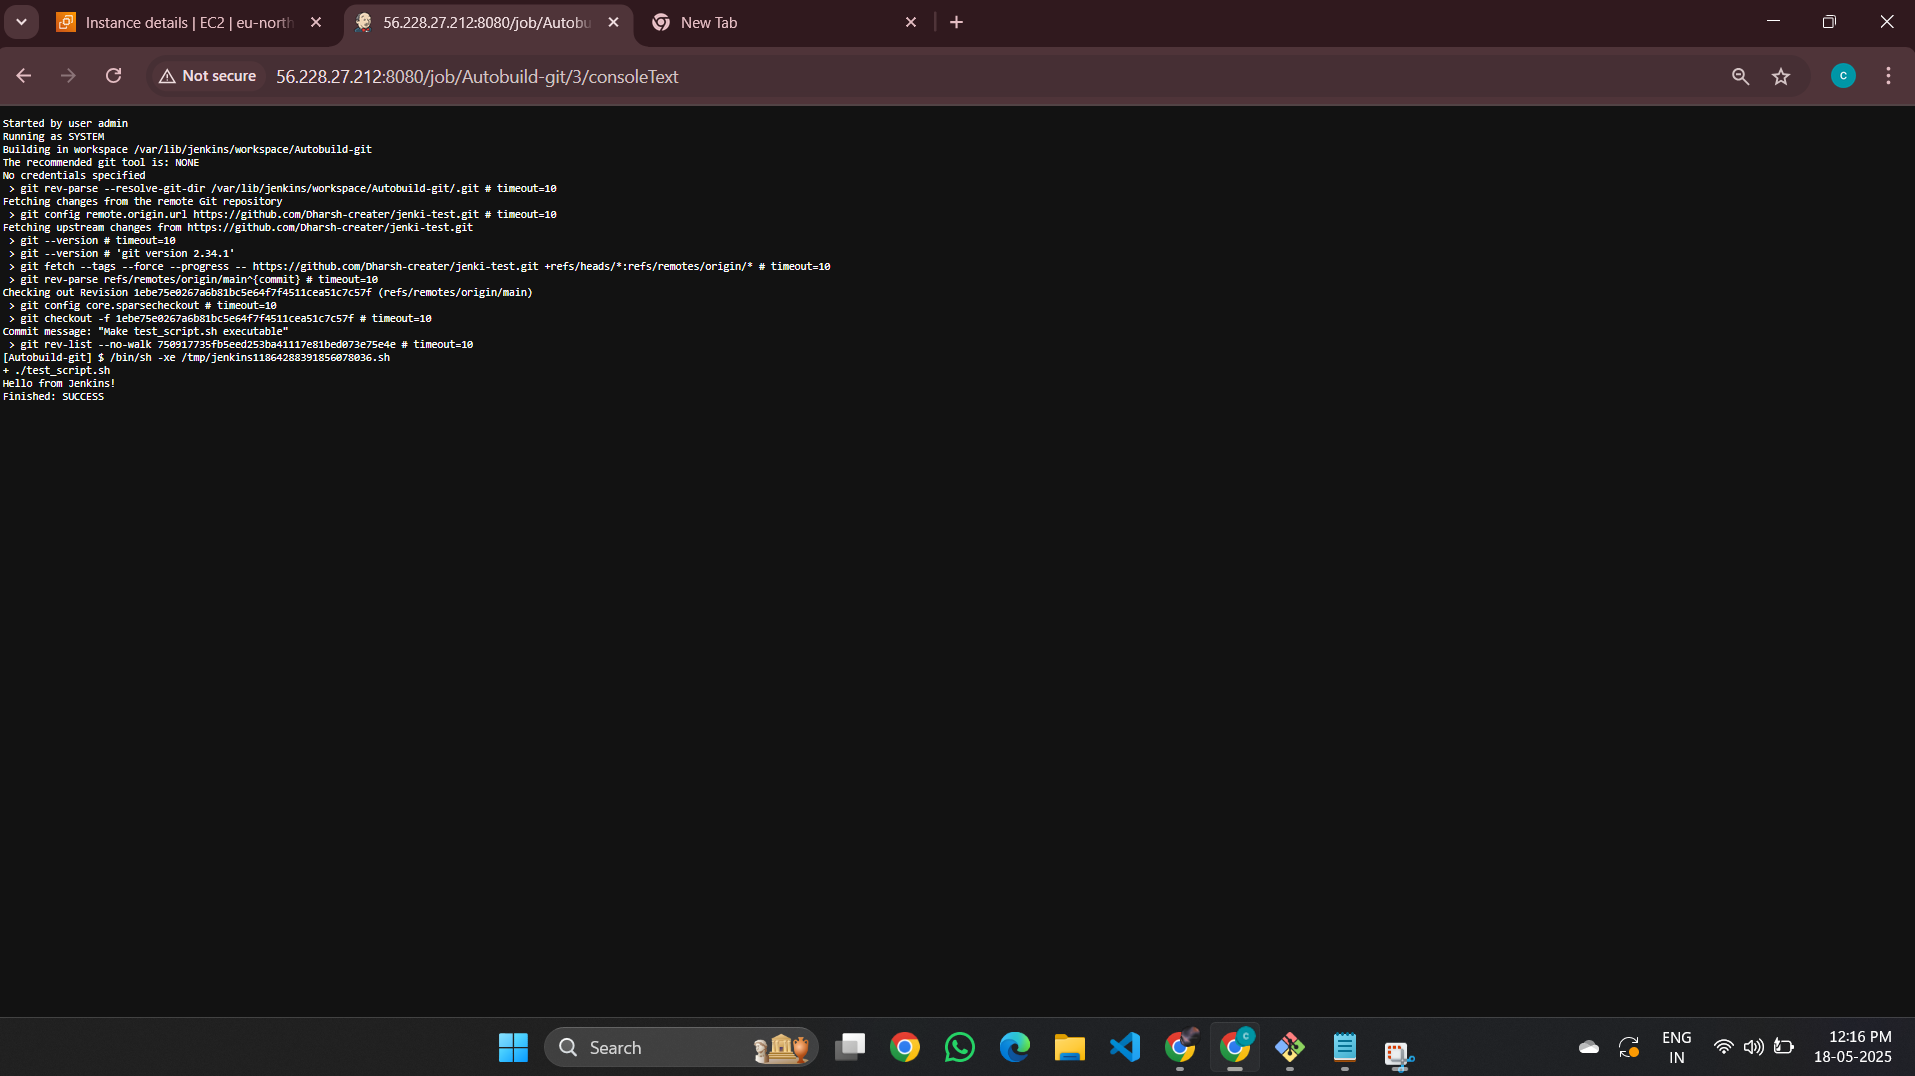 Instance details | EC2 | eu-north
56.228.27.212:8080/job/Autobu
New Tab
Not secure
56.228.27.212:8080/job/Autobuild-git/3/consoleText
C
Started by user admin
Running as SYSTEM
Building in workspace /var/lib/jenkins/workspace/Autobuild-git
The recommended git tool is: NONE
No credentials specified
 > git rev-parse --resolve-git-dir /var/lib/jenkins/workspace/Autobuild-git/.git # timeout=10
Fetching changes from the remote Git repository
 > git config remote.origin.url https://github.com/Dharsh-creater/jenki-test.git # timeout=10
Fetching upstream changes from https://github.com/Dharsh-creater/jenki-test.git
 > git --version # timeout=10
 > git --version # 'git version 2.34.1'
 > git fetch --tags --force --progress -- https://github.com/Dharsh-creater/jenki-test.git +refs/heads/*:refs/remotes/origin/* # timeout=10
 > git rev-parse refs/remotes/origin/main^{commit} # timeout=10
Checking out Revision 1ebe75e0267a6b81bc5e64f7f4511cea51c7c57f (refs/remotes/origin/main)
 > git config core.sparsecheckout # timeout=10
 > git checkout -f 1ebe75e0267a6b81bc5e64f7f4511cea51c7c57f # timeout=10
Commit message: "Make test_script.sh executable"
 > git rev-list --no-walk 750917735fb5eed253ba41117e81bed073e75e4e # timeout=10
[Autobuild-git] $ /bin/sh -xe /tmp/jenkins11864288391856078036.sh
+ ./test_script.sh
Hello from Jenkins!
Finished: SUCCESS
Search
C
ENG
IN
12:16 PM
18-05-2025